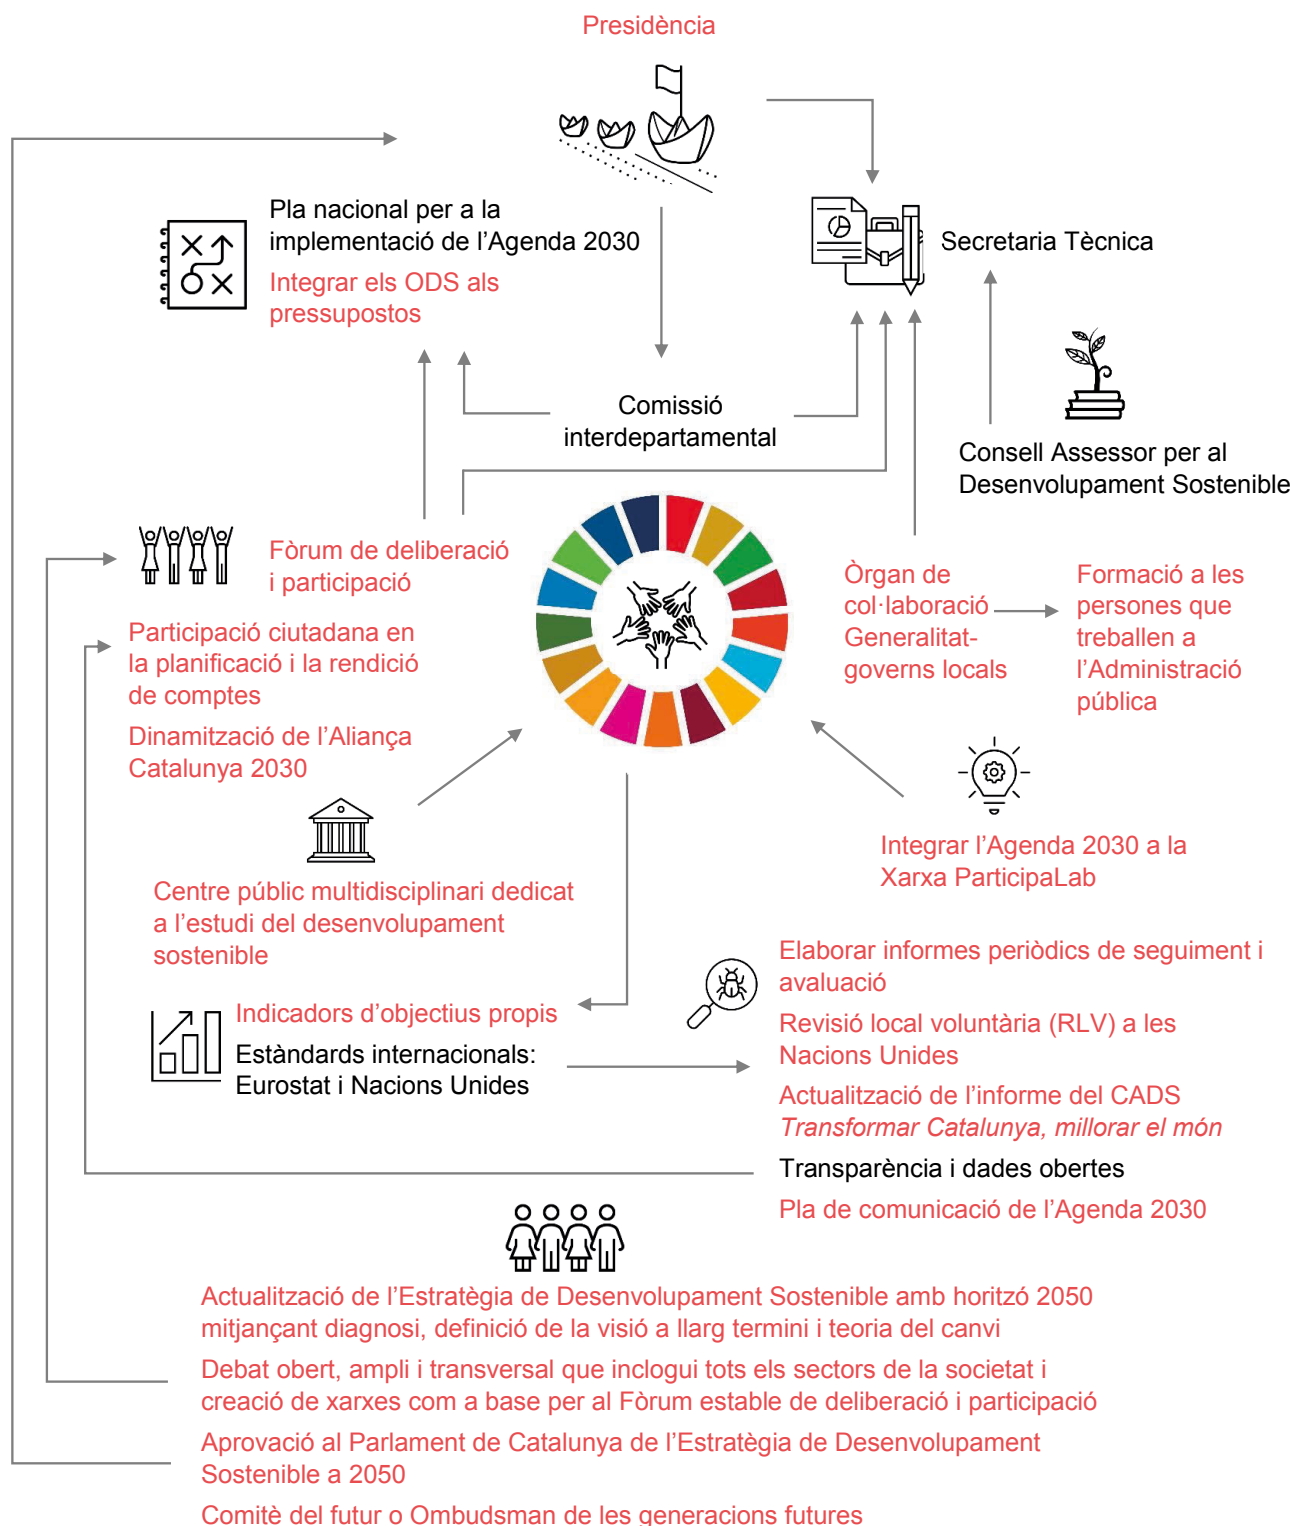 Presidència
Pla nacional per a la
implementació de l’Agenda 2030
Integrar els ODS als
pressupostos
Secretaria Tècnica
Comissió
interdepartamental
Consell Assessor per al
Desenvolupament Sostenible
Fòrum de deliberació
i participació
Participació ciutadana en
la planificació i la rendició
de comptes
Dinamització de l’Aliança
Catalunya 2030
Òrgan de
col·laboració
Generalitat-
governs locals
Formació a les
persones que
treballen a
l’Administració
pública
Integrar l’Agenda 2030 a la
Xarxa ParticipaLab
Centre públic multidisciplinari dedicat
a l’estudi del desenvolupament
sostenible
Indicadors d’objectius propis
Estàndards internacionals:
Eurostat i Nacions Unides
Elaborar informes periòdics de seguiment i
avaluació
Revisió local voluntària (RLV) a les
Nacions Unides
Actualització de l’informe del CADS
Transformar Catalunya, millorar el món
Transparència i dades obertes
Pla de comunicació de l’Agenda 2030
Actualització de l’Estratègia de Desenvolupament Sostenible amb horitzó 2050
mitjançant diagnosi, definició de la visió a llarg termini i teoria del canvi
Debat obert, ampli i transversal que inclogui tots els sectors de la societat i
creació de xarxes com a base per al Fòrum estable de deliberació i participació
Aprovació al Parlament de Catalunya de l’Estratègia de Desenvolupament
Sostenible a 2050
Comitè del futur o Ombudsman de les generacions futures